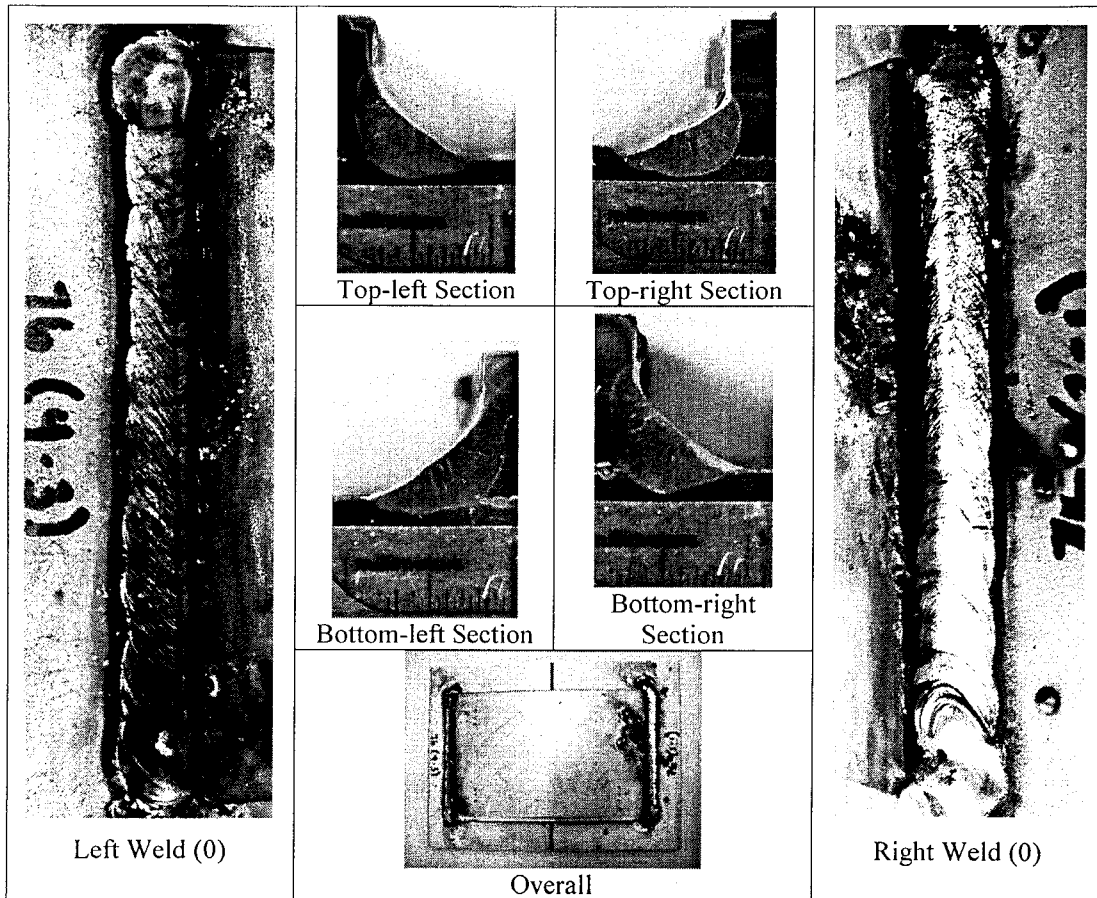 Left Weld (0)
Top-left Section
Top-right Section
Bottom-left Section
Bottom-right
Section
Overall
Right Weld (0)